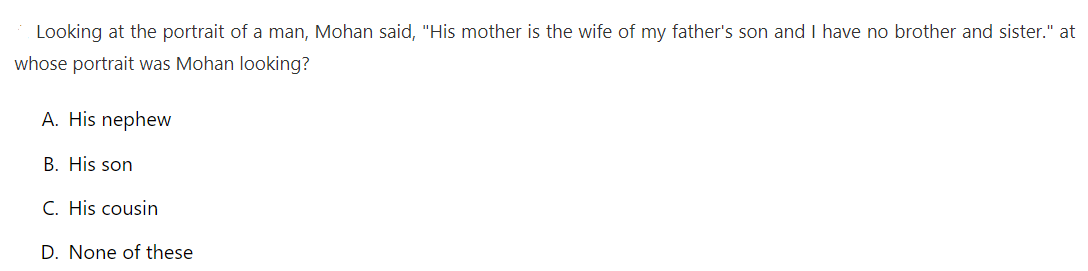 Looking at the portrait of a man, Mohan said, "His mother is the wife of my father's son and I have no brother and sister." at
whose portrait was Mohan looking?
A. His nephew
B. His son
C. His cousin
D. None of these